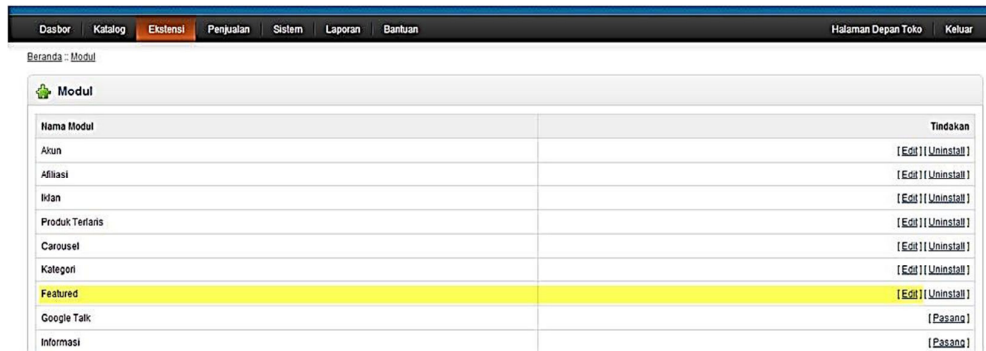 Dasbor Katalog Ekstensi Penjualan Sistem Laporan Bantuan Halaman Depan Toko Keluar
Beranda :: Modul
Modul
Nama Modul Tindakan
Akun [ Edit ] [ Uninstall ]
Afiliasi [ Edit ] [ Uninstall ]
Iklan [ Edit ] [ Uninstall ]
Produk Terlaris [ Edit ] [ Uninstall ]
Carousel [ Edit ] [ Uninstall ]
Kategori [ Edit ] [ Uninstall ]
Featured [ Edit ] [ Uninstall ]
Google Talk [ Pasang ]
Informasi [ Pasang ]